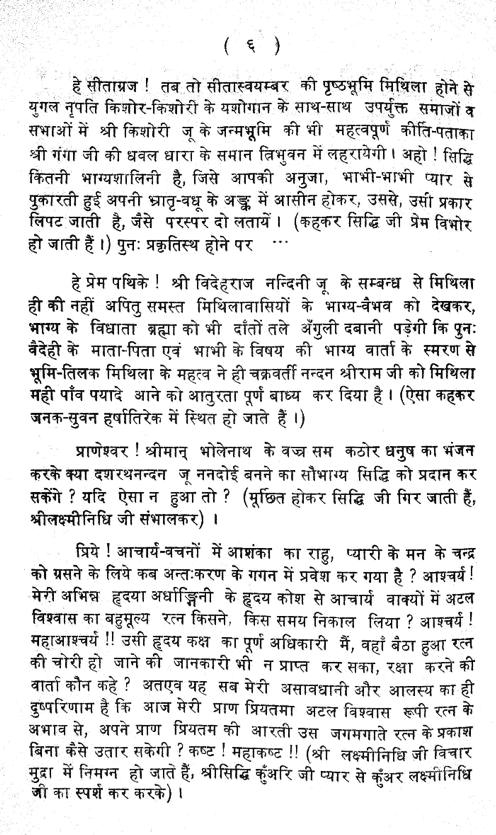 ( ६ )
हे सीताग्रज ! तब तो सीतास्वयम्बर की पृष्ठभूमि मिथिला होने से
युगल नृपति किशोर-किशोरी के यशोगान के साथ-साथ उपर्युक्त समाजों व
सभाओं में श्री किशोरी जू के जन्मभूमि की भी महत्वपूर्ण कीर्ति-पताका
श्री गंगा जी की धवल धारा के समान त्रिभुवन में लहरायेगी । अहो ! सिद्धि
कितनी भाग्यशालिनी है, जिसे आपकी अनुजा, भाभी-भाभी प्यार से
पुकारती हुई अपनी भ्रातृ-वधू के अङ्क में आसीन होकर, उससे, उसी प्रकार
लिपट जाती है, जैसे परस्पर दो लतायें । (कहकर सिद्धि जी प्रेम विभोर
हो जाती हैं ।) पुनः प्रकृतिस्थ होने पर ...
हे प्रेम पथिके ! श्री विदेहराज नन्दिनी जू के सम्बन्ध से मिथिला
ही की नहीं अपितु समस्त मिथिलावासियों के भाग्य-वैभव को देखकर,
भाग्य के विधाता ब्रह्मा को भी दाँतों तले अँगुली दबानी पड़ेगी कि पुनः
वैदेही के माता-पिता एवं भाभी के विषय की भाग्य वार्ता के स्मरण से
भूमि-तिलक मिथिला के महत्व ने ही चक्रवर्ती नन्दन श्रीराम जी को मिथिला
मही पाँव पयादे आने को आतुरता पूर्ण बाध्य कर दिया है । (ऐसा कहकर
जनक-सुवन हर्षातिरेक में स्थित हो जाते हैं ।)
प्राणेश्वर ! श्रीमान् भोलेनाथ के वज्र सम कठोर धनुष का भंजन
करके क्या दशरथनन्दन जू ननदोई बनने का सौभाग्य सिद्धि को प्रदान कर
सकेंगे ? यदि ऐसा न हुआ तो ? (मूर्छित होकर सिद्धि जी गिर जाती हैं,
श्रीलक्ष्मीनिधि जी संभालकर) ।
प्रिये ! आचार्य-वचनों में आशंका का राहु, प्यारी के मन के चन्द्र
को ग्रसने के लिये कब अन्तःकरण के गगन में प्रवेश कर गया है ? आश्चर्य !
मेरी अभिन्न हृदया अर्धाङ्गिनी के हृदय कोश से आचार्य वाक्यों में अटल
विश्वास का बहुमूल्य रत्न किसने, किस समय निकाल लिया ? आश्चर्य !
महाआश्चर्य !! उसी हृदय कक्ष का पूर्ण अधिकारी मैं, वहाँ बैठा हुआ रत्न
की चोरी हो जाने की जानकारी भी न प्राप्त कर सका, रक्षा करने की
वार्ता कौन कहे ? अतएव यह सब मेरी असावधानी और आलस्य का ही
दुष्परिणाम है कि आज मेरी प्राण प्रियतमा अटल विश्वास रूपी रत्न के
अभाव से, अपने प्राण प्रियतम की आरती उस जगमगाते रत्न के प्रकाश
बिना कैसे उतार सकेगी ? कष्ट ! महाकष्ट !! (श्री लक्ष्मीनिधि जी विचार
मुद्रा में निमग्न हो जाते हैं, श्रीसिद्धि कुँअरि जी प्यार से कुँअर लक्ष्मीनिधि
जी का स्पर्श कर करके) ।